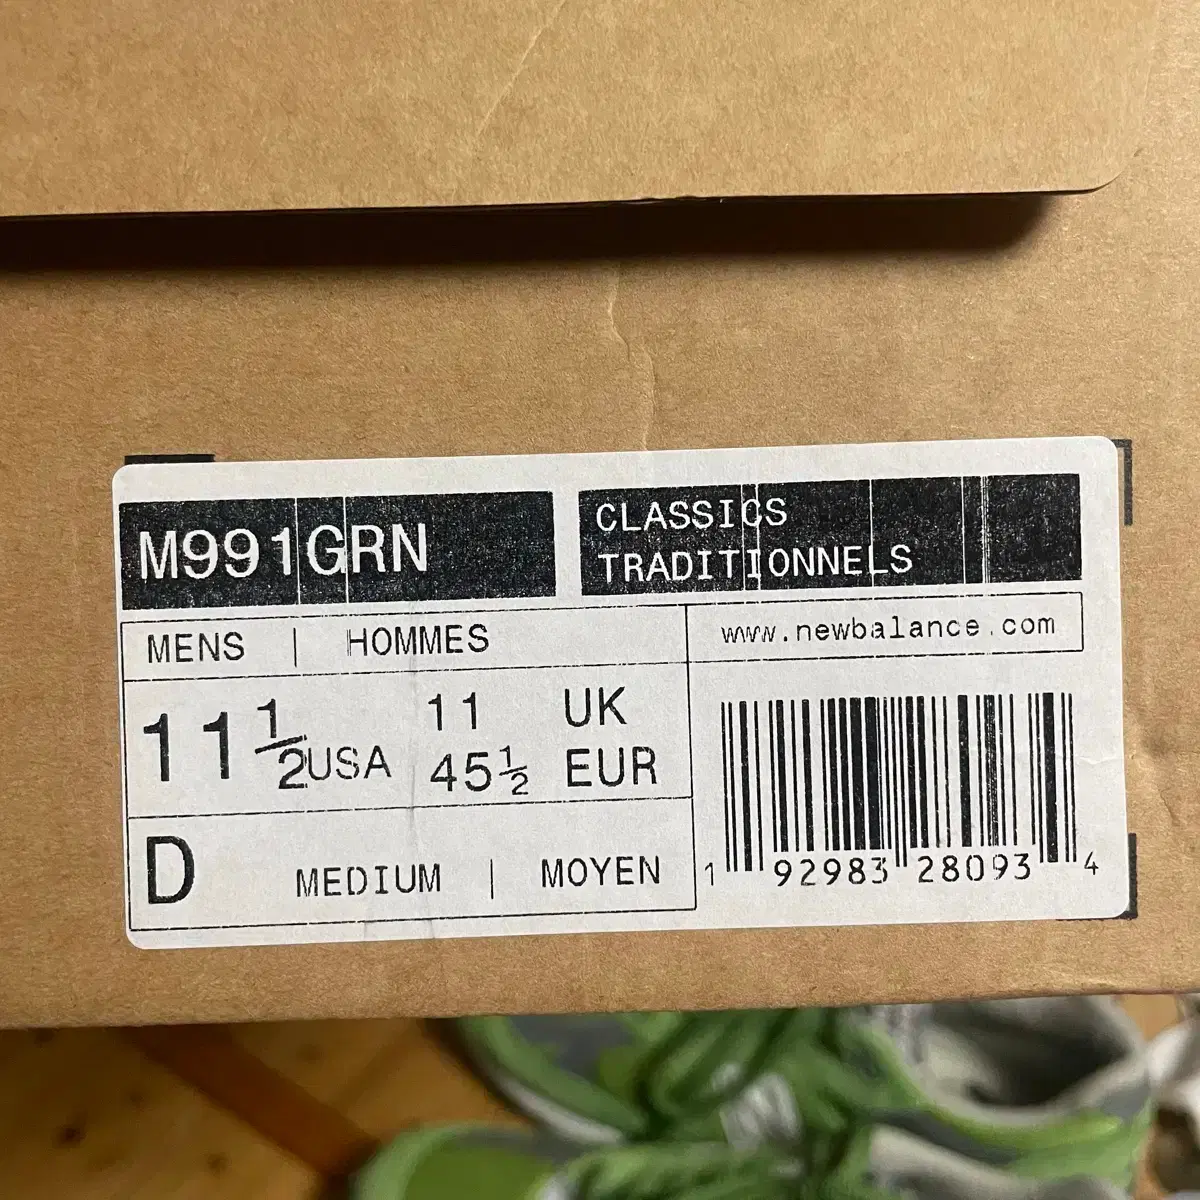 M991GRN
CLASSICS
TRADITIONNELS
MENS | HOMMES
www.newbalance.com
11 1/2 USA
11 UK
45 1/2 EUR
D MEDIUM | MOYEN
1 92983 28093 4